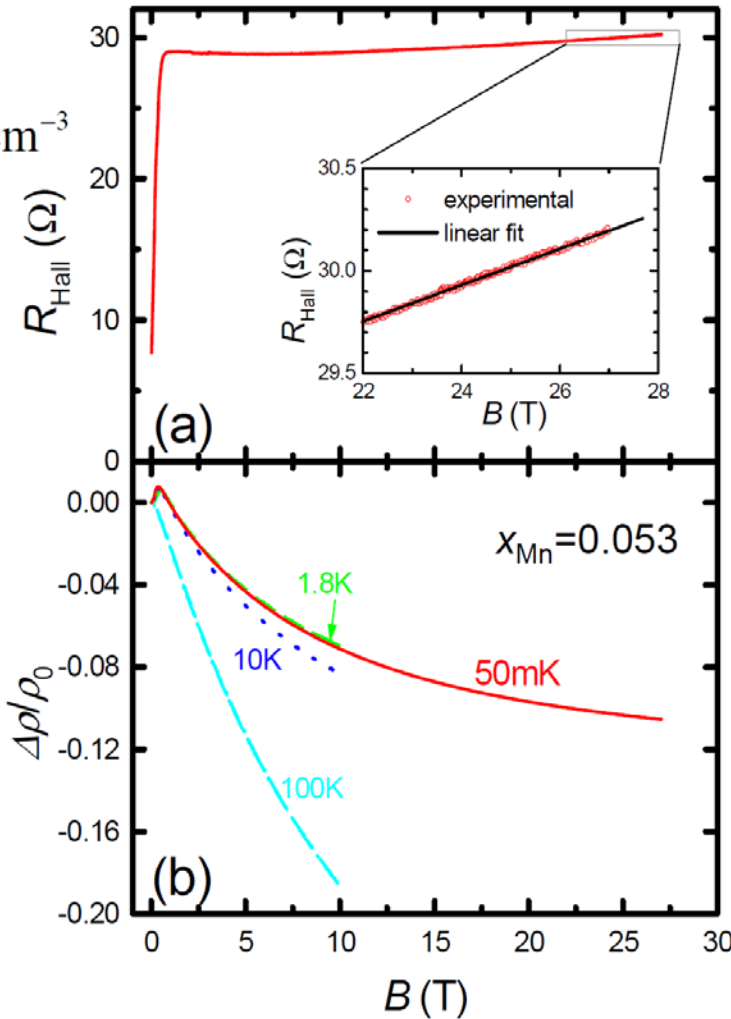 30
20
10
0
R_Hall (Ω)
cm⁻³
30.5
30.0
29.5
R_Hall (Ω)
experimental
linear fit
22 24 26 28
B (T)
(a)
0.00
-0.04
-0.08
-0.12
-0.16
-0.20
Δρ/ρ₀
x_Mn=0.053
1.8K
10K
50mK
100K
(b)
0 5 10 15 20 25 30
B (T)